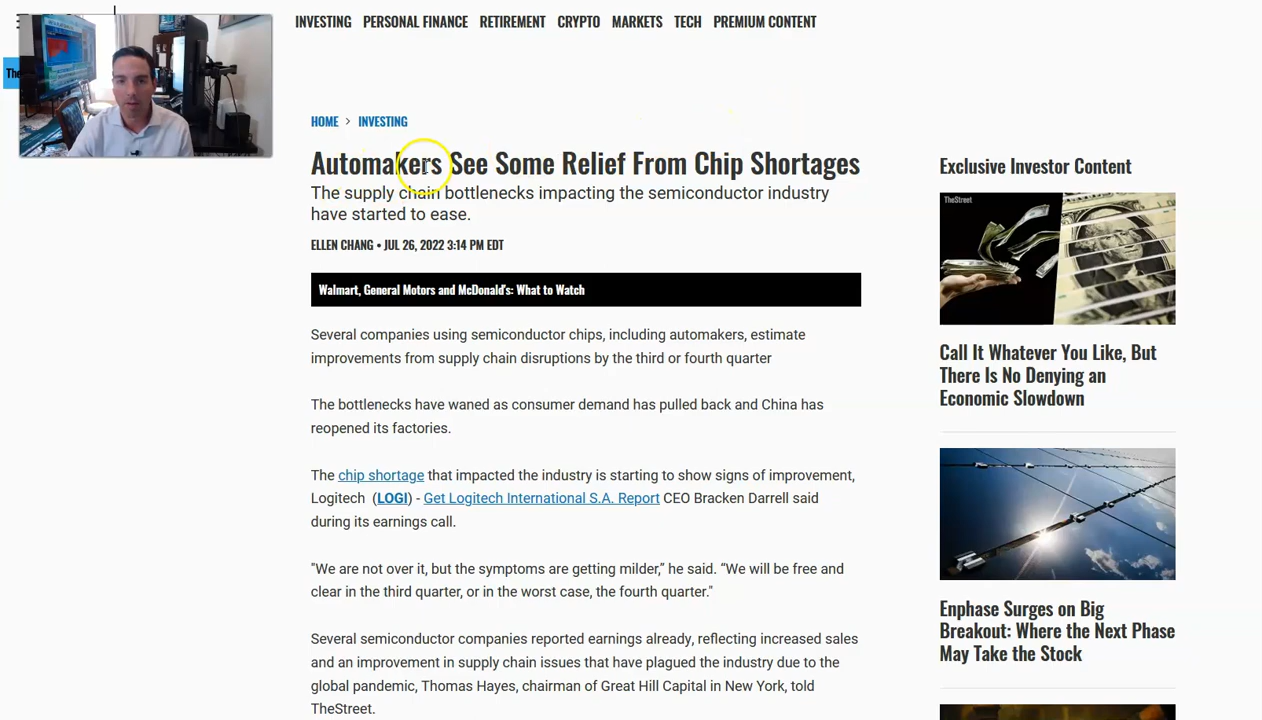 The
INVESTING PERSONAL FINANCE RETIREMENT CRYPTO MARKETS TECH PREMIUM CONTENT
HOME > INVESTING
Automakers See Some Relief From Chip Shortages
The supply chain bottlenecks impacting the semiconductor industry
have started to ease.
ELLEN CHANG • JUL 26, 2022 3:14 PM EDT
Walmart, General Motors and McDonald's: What to Watch
Several companies using semiconductor chips, including automakers, estimate
improvements from supply chain disruptions by the third or fourth quarter
The bottlenecks have waned as consumer demand has pulled back and China has
reopened its factories.
The chip shortage that impacted the industry is starting to show signs of improvement,
Logitech (LOGI) - Get Logitech International S.A. Report CEO Bracken Darrell said
during its earnings call.
"We are not over it, but the symptoms are getting milder,” he said. “We will be free and
clear in the third quarter, or in the worst case, the fourth quarter."
Several semiconductor companies reported earnings already, reflecting increased sales
and an improvement in supply chain issues that have plagued the industry due to the
global pandemic, Thomas Hayes, chairman of Great Hill Capital in New York, told
TheStreet.
Exclusive Investor Content
TheStreet
Call It Whatever You Like, But
There Is No Denying an
Economic Slowdown
Enphase Surges on Big
Breakout: Where the Next Phase
May Take the Stock